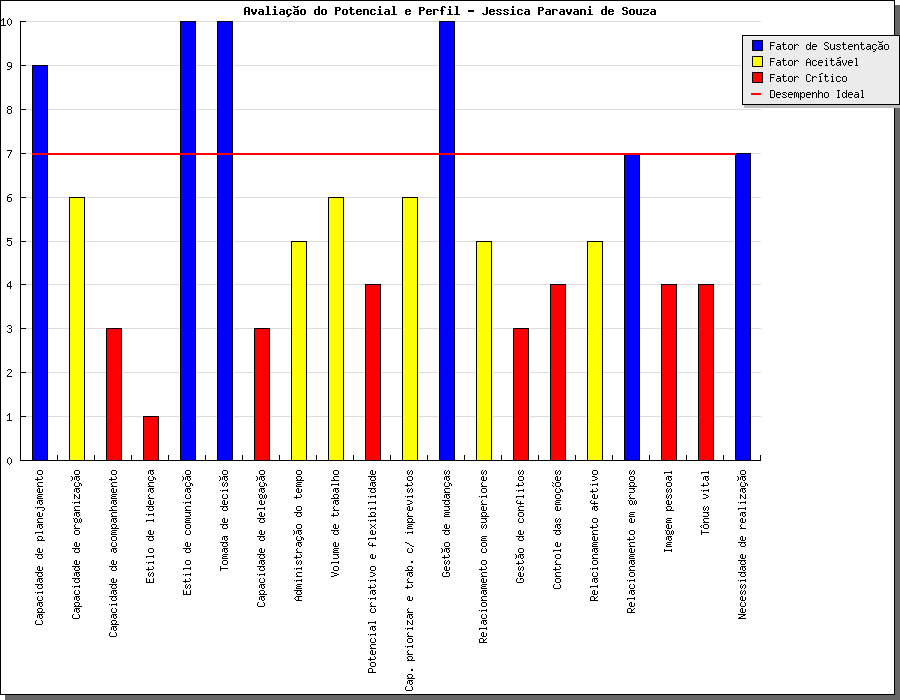 Avaliação do Potencial e Perfil - Jessica Paravani de Souza
Fator de Sustentação
Fator Aceitável
Fator Crítico
Desempenho Ideal
10
9
8
7
6
5
4
3
2
1
0
Capacidade de planejamento
Capacidade de organização
Capacidade de acompanhamento
Estilo de liderança
Estilo de comunicação
Tomada de decisão
Capacidade de delegação
Administração do tempo
Volume de trabalho
Potencial criativo e flexibilidade
Cap. priorizar e trab. c/ imprevistos
Gestão de mudanças
Relacionamento com superiores
Gestão de conflitos
Controle das emoções
Relacionamento afetivo
Relacionamento em grupos
Imagem pessoal
Tônus vital
Necessidade de realização